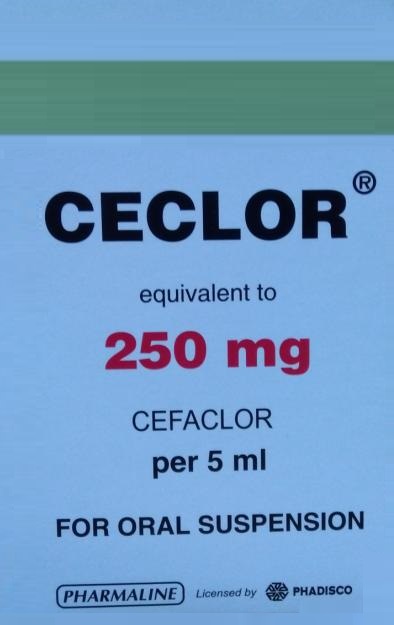 CECLOR®
equivalent to
250 mg
CEFACLOR
per 5 ml
FOR ORAL SUSPENSION
PHARMALINE Licensed by PHADISCO